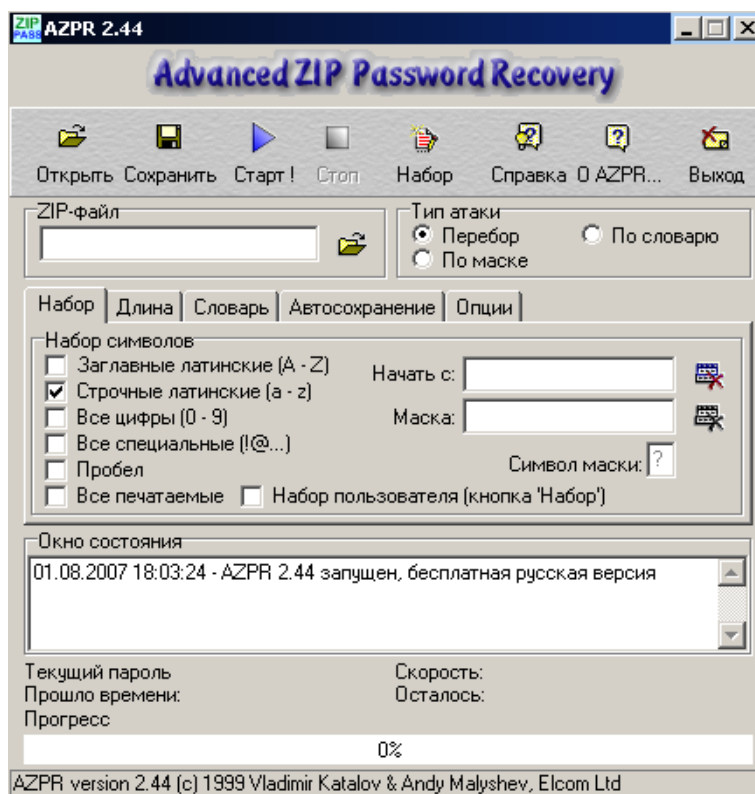 ZIP PASS AZPR 2.44
Advanced ZIP Password Recovery
Открыть Сохранить Старт ! Стоп Набор Справка О AZPR... Выход
ZIP-файл
Тип атаки
Перебор По словарю
По маске
Набор Длина Словарь Автосохранение Опции
Набор символов
Заглавные латинские (A - Z)
Начать с:
Строчные латинские (a - z)
Все цифры (0 - 9)
Маска:
Все специальные (!@...)
Символ маски: ?
Пробел
Все печатаемые Набор пользователя (кнопка 'Набор')
Окно состояния
01.08.2007 18:03:24 - AZPR 2.44 запущен, бесплатная русская версия
Текущий пароль Скорость:
Прошло времени: Осталось:
Прогресс
0%
AZPR version 2.44 (c) 1999 Vladimir Katalov & Andy Malyshev, Elcom Ltd